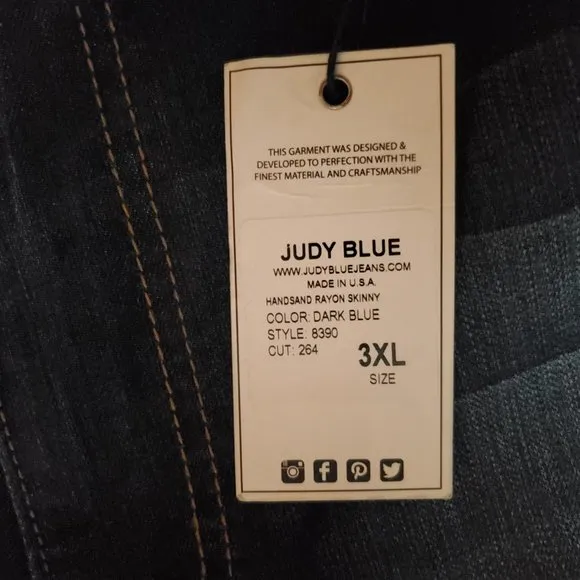 THIS GARMENT WAS DESIGNED &
DEVELOPED TO PERFECTION WITH THE
FINEST MATERIAL AND CRAFTSMANSHIP
JUDY BLUE
WWW.JUDYBLUEJEANS.COM
MADE IN U.S.A.
HANDSAND RAYON SKINNY
COLOR: DARK BLUE
STYLE. 8390
CUT: 264
3XL
SIZE